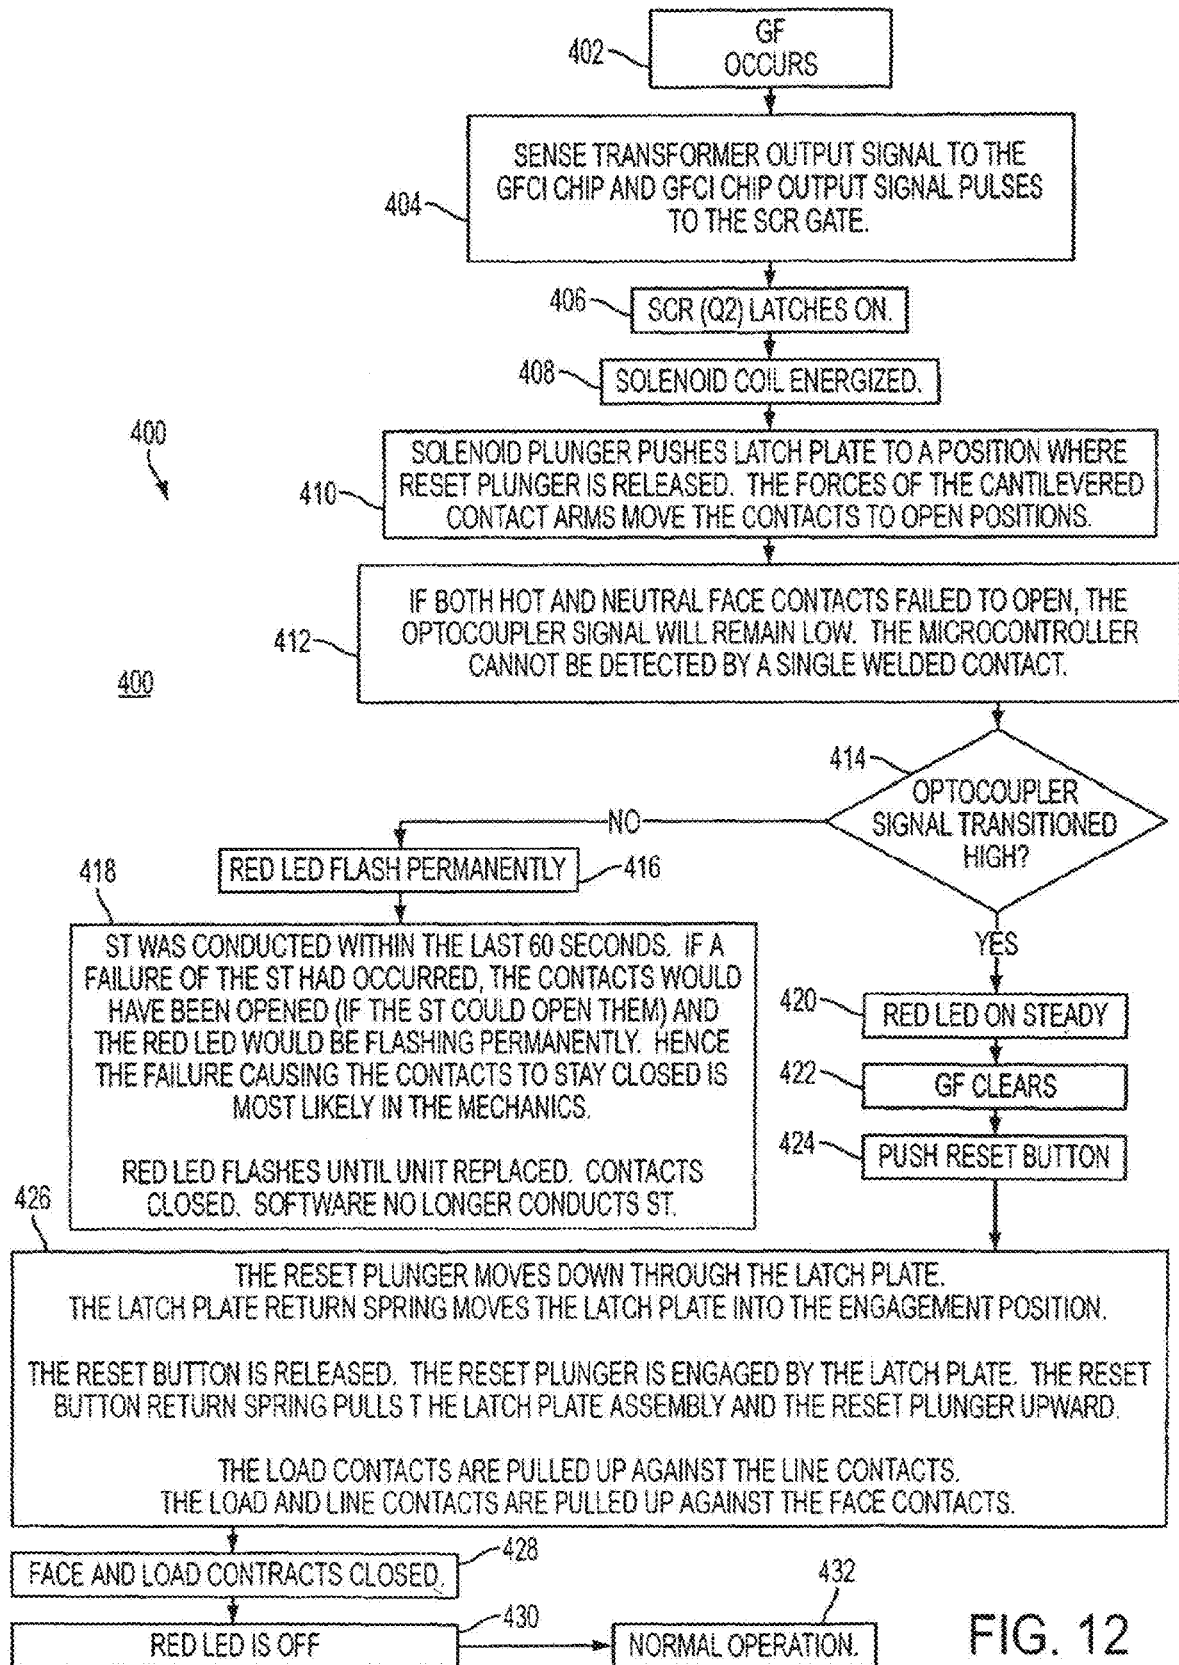 402
GF
OCCURS
404
SENSE TRANSFORMER OUTPUT SIGNAL TO THE
GFCI CHIP AND GFCI CHIP OUTPUT SIGNAL PULSES
TO THE SCR GATE.
406
SCR (Q2) LATCHES ON.
408
SOLENOID COIL ENERGIZED.
400
410
SOLENOID PLUNGER PUSHES LATCH PLATE TO A POSITION WHERE
RESET PLUNGER IS RELEASED. THE FORCES OF THE CANTILEVERED
CONTACT ARMS MOVE THE CONTACTS TO OPEN POSITIONS.
412
IF BOTH HOT AND NEUTRAL FACE CONTACTS FAILED TO OPEN, THE
OPTOCOUPLER SIGNAL WILL REMAIN LOW. THE MICROCONTROLLER
CANNOT BE DETECTED BY A SINGLE WELDED CONTACT.
400
414
OPTOCOUPLER
SIGNAL TRANSITIONED
HIGH?
NO
RED LED FLASH PERMANENTLY
416
418
ST WAS CONDUCTED WITHIN THE LAST 60 SECONDS. IF A
FAILURE OF THE ST HAD OCCURRED, THE CONTACTS WOULD
HAVE BEEN OPENED (IF THE ST COULD OPEN THEM) AND
THE RED LED WOULD BE FLASHING PERMANENTLY. HENCE
THE FAILURE CAUSING THE CONTACTS TO STAY CLOSED IS
MOST LIKELY IN THE MECHANICS.
RED LED FLASHES UNTIL UNIT REPLACED. CONTACTS
CLOSED. SOFTWARE NO LONGER CONDUCTS ST.
YES
420
RED LED ON STEADY
422
GF CLEARS
424
PUSH RESET BUTTON
426
THE RESET PLUNGER MOVES DOWN THROUGH THE LATCH PLATE.
THE LATCH PLATE RETURN SPRING MOVES THE LATCH PLATE INTO THE ENGAGEMENT POSITION.
THE RESET BUTTON IS RELEASED. THE RESET PLUNGER IS ENGAGED BY THE LATCH PLATE. THE RESET
BUTTON RETURN SPRING PULLS T HE LATCH PLATE ASSEMBLY AND THE RESET PLUNGER UPWARD.
THE LOAD CONTACTS ARE PULLED UP AGAINST THE LINE CONTACTS.
THE LOAD AND LINE CONTACTS ARE PULLED UP AGAINST THE FACE CONTACTS.
FACE AND LOAD CONTRACTS CLOSED.
428
RED LED IS OFF
430
432
NORMAL OPERATION.
FIG. 12